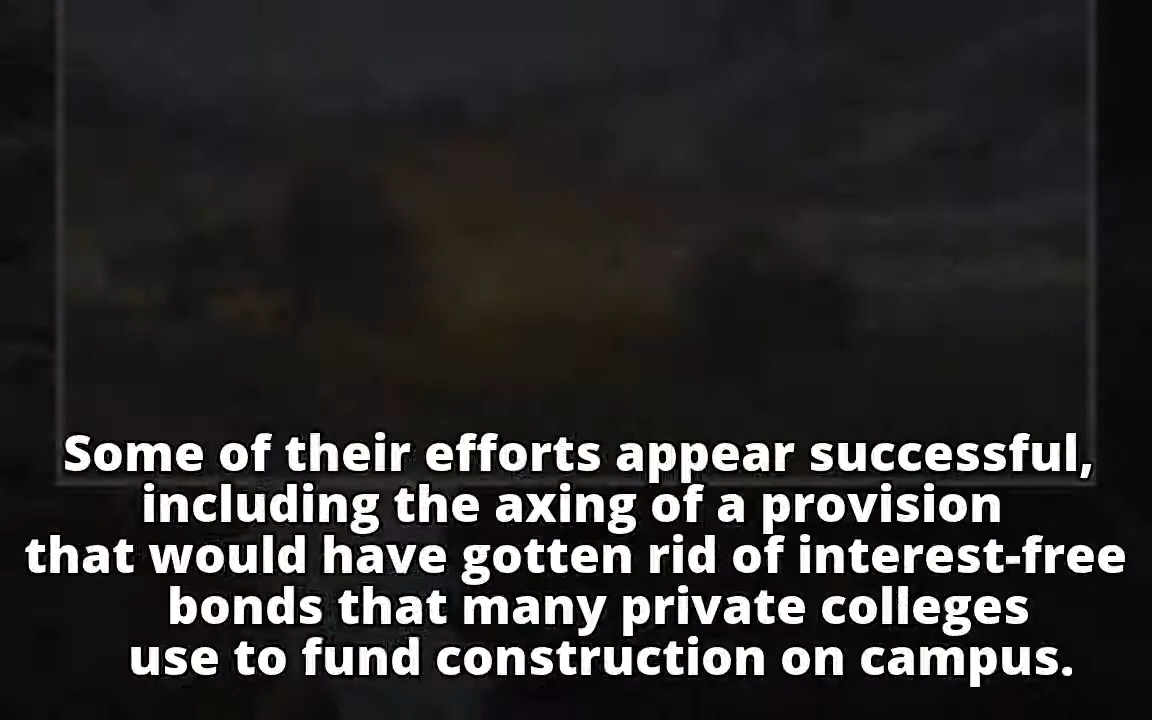 Some of their efforts appear successful,
including the axing of a provision
that would have gotten rid of interest-free
bonds that many private colleges
use to fund construction on campus.